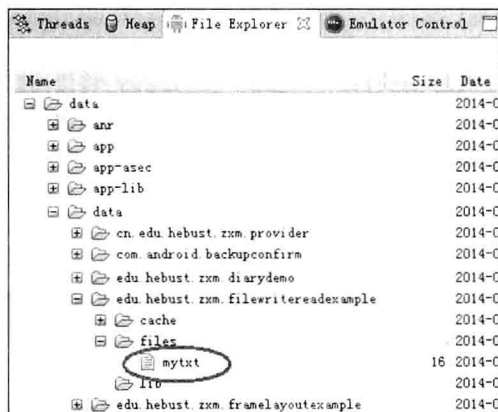 Threads Heap File Explorer Emulator Control
Name Size Date
data 2014-0
anr 2014-0
app 2014-0
app-asec 2014-0
app-lib 2014-0
data 2014-0
cn.edu.hebust.zxm.provider 2014-0
com.android.backupconfirm 2014-0
edu.hebust.zxm.diarydemo 2014-0
edu.hebust.zxm.filewritereadexample 2014-0
cache 2014-0
files 2014-0
mytxt 16 2014-0
lib 2014-0
edu.hebust.zxm.framelayoutexample 2014-0